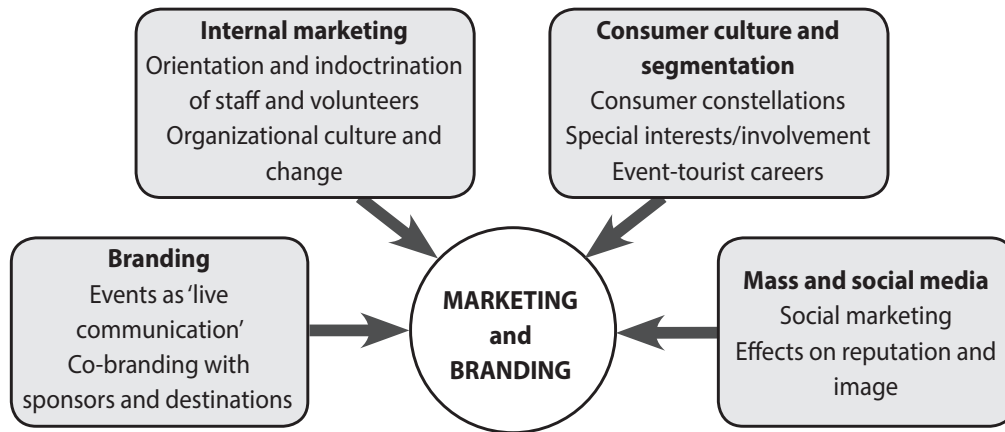 Internal marketing
Orientation and indoctrination
of staff and volunteers
Organizational culture and
change
Consumer culture and
segmentation
Consumer constellations
Special interests/involvement
Event-tourist careers
Branding
Events as ‘live
communication’
Co-branding with
sponsors and destinations
MARKETING
and
BRANDING
Mass and social media
Social marketing
Effects on reputation and
image